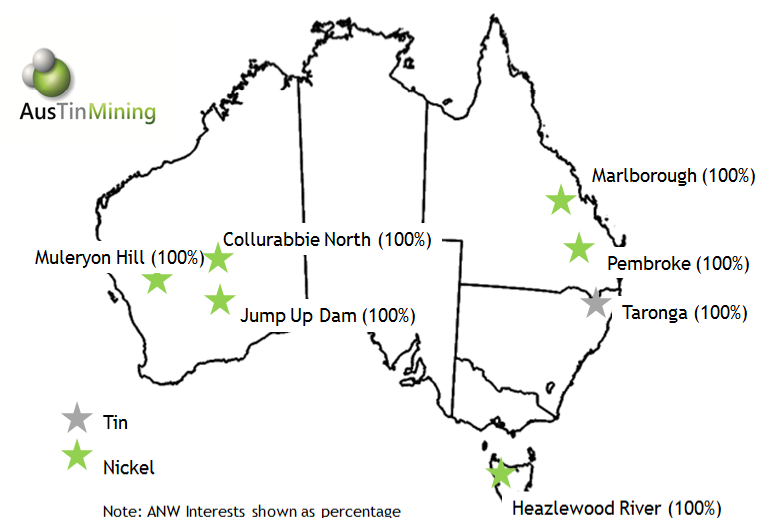 AusTinMining
Marlborough (100%)
Collurabbie North (100%)
Muleryon Hill (100%)
Pembroke (100%)
Jump Up Dam (100%)
Taronga (100%)
Tin
Nickel
Heazlewood River (100%)
Note: ANW Interests shown as percentage